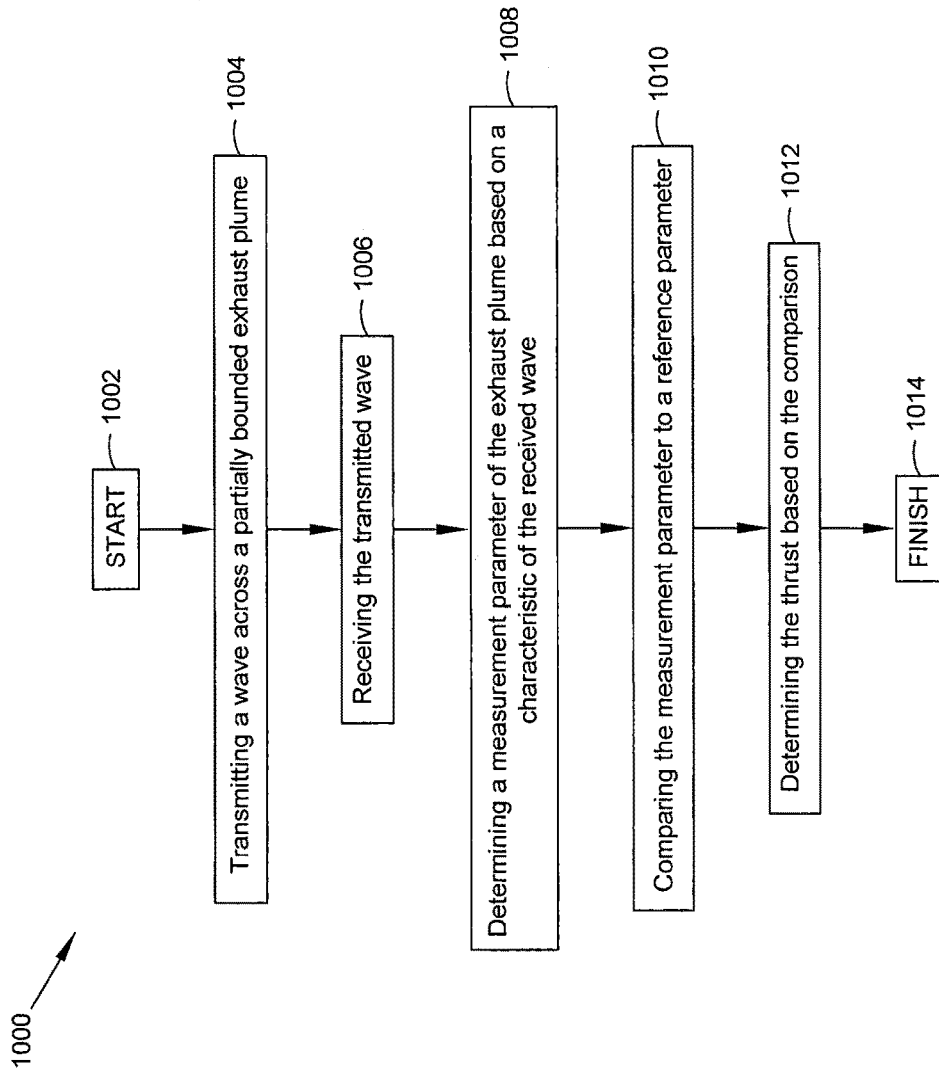 1000
START
1002
Transmitting a wave across a partially bounded exhaust plume
1004
Receiving the transmitted wave
1006
Determining a measurement parameter of the exhaust plume based on a
characteristic of the received wave
1008
Comparing the measurement parameter to a reference parameter
1010
Determining the thrust based on the comparison
1012
FINISH
1014